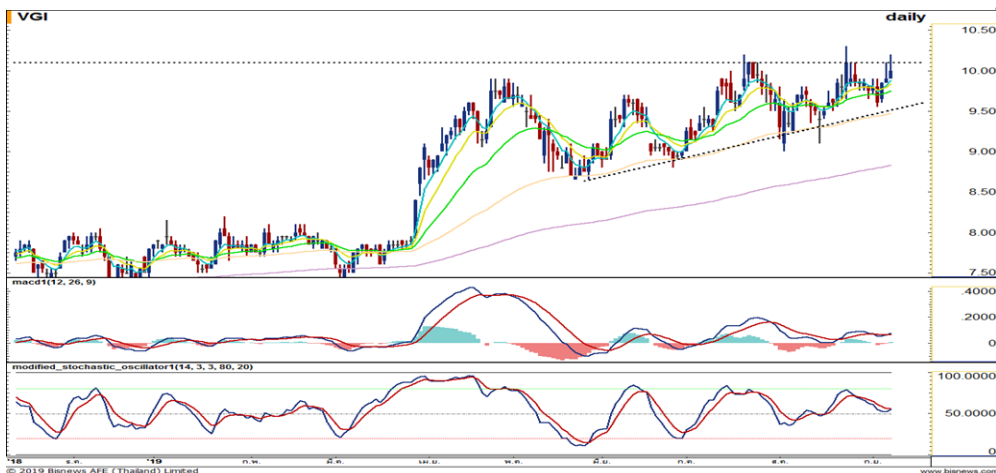 VGI daily
10.50
10.00
9.50
9.00
8.50
8.00
7.50
macd1(12, 26, 9)
.4000
.2000
0
modified_stochastic_oscillator1(14, 3, 3, 80, 20)
100.0000
50.0000
0
'18 ธ.ค. '19 ก.พ. มี.ค. เม.ย. พ.ค. มิ.ย. ก.ค. ส.ค. ก.ย.
© 2019 Bisnews AFE (Thailand) Limited www.bisnews.com